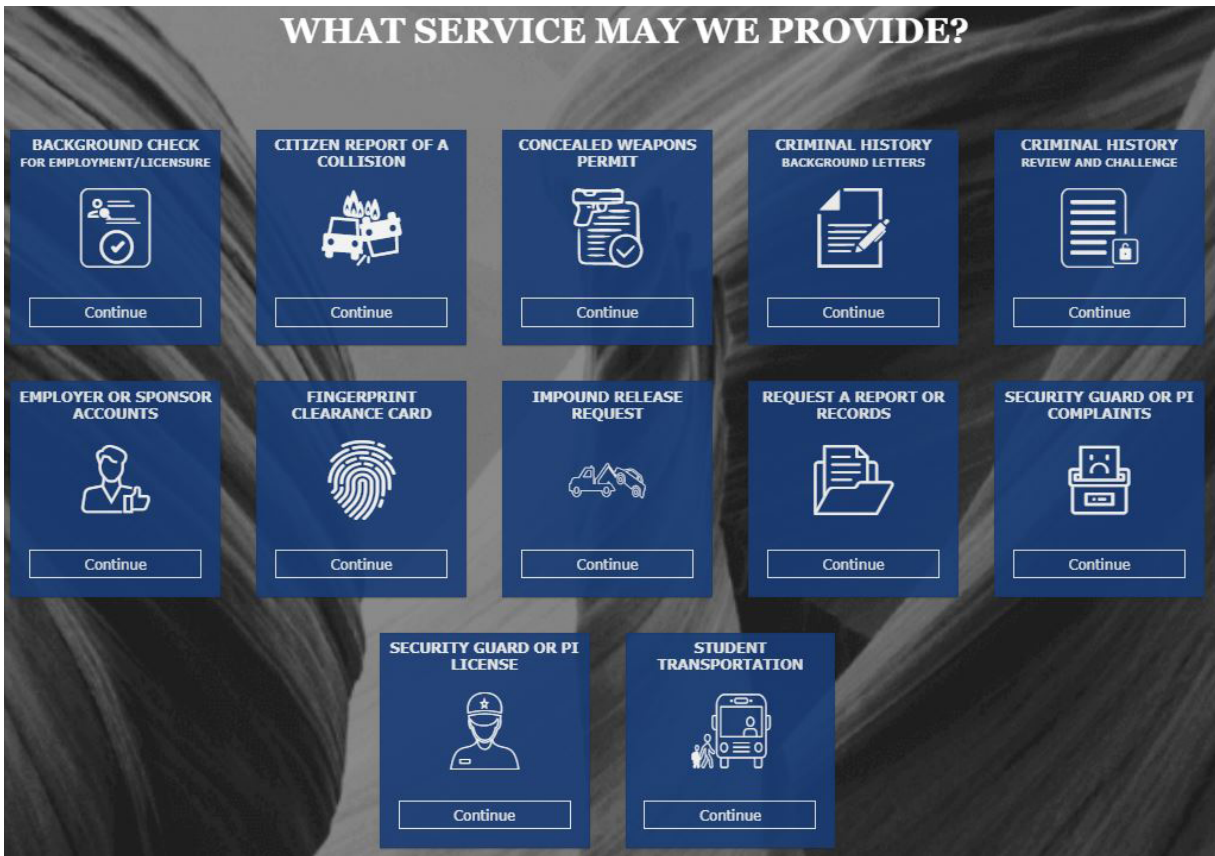 WHAT SERVICE MAY WE PROVIDE?
BACKGROUND CHECK
FOR EMPLOYMENT/LICENSURE
Continue
CITIZEN REPORT OF A
COLLISION
Continue
CONCEALED WEAPONS
PERMIT
Continue
CRIMINAL HISTORY
BACKGROUND LETTERS
Continue
CRIMINAL HISTORY
REVIEW AND CHALLENGE
Continue
EMPLOYER OR SPONSOR
ACCOUNTS
Continue
FINGERPRINT
CLEARANCE CARD
Continue
IMPOUND RELEASE
REQUEST
Continue
REQUEST A REPORT OR
RECORDS
Continue
SECURITY GUARD OR PI
COMPLAINTS
Continue
SECURITY GUARD OR PI
LICENSE
Continue
STUDENT
TRANSPORTATION
Continue